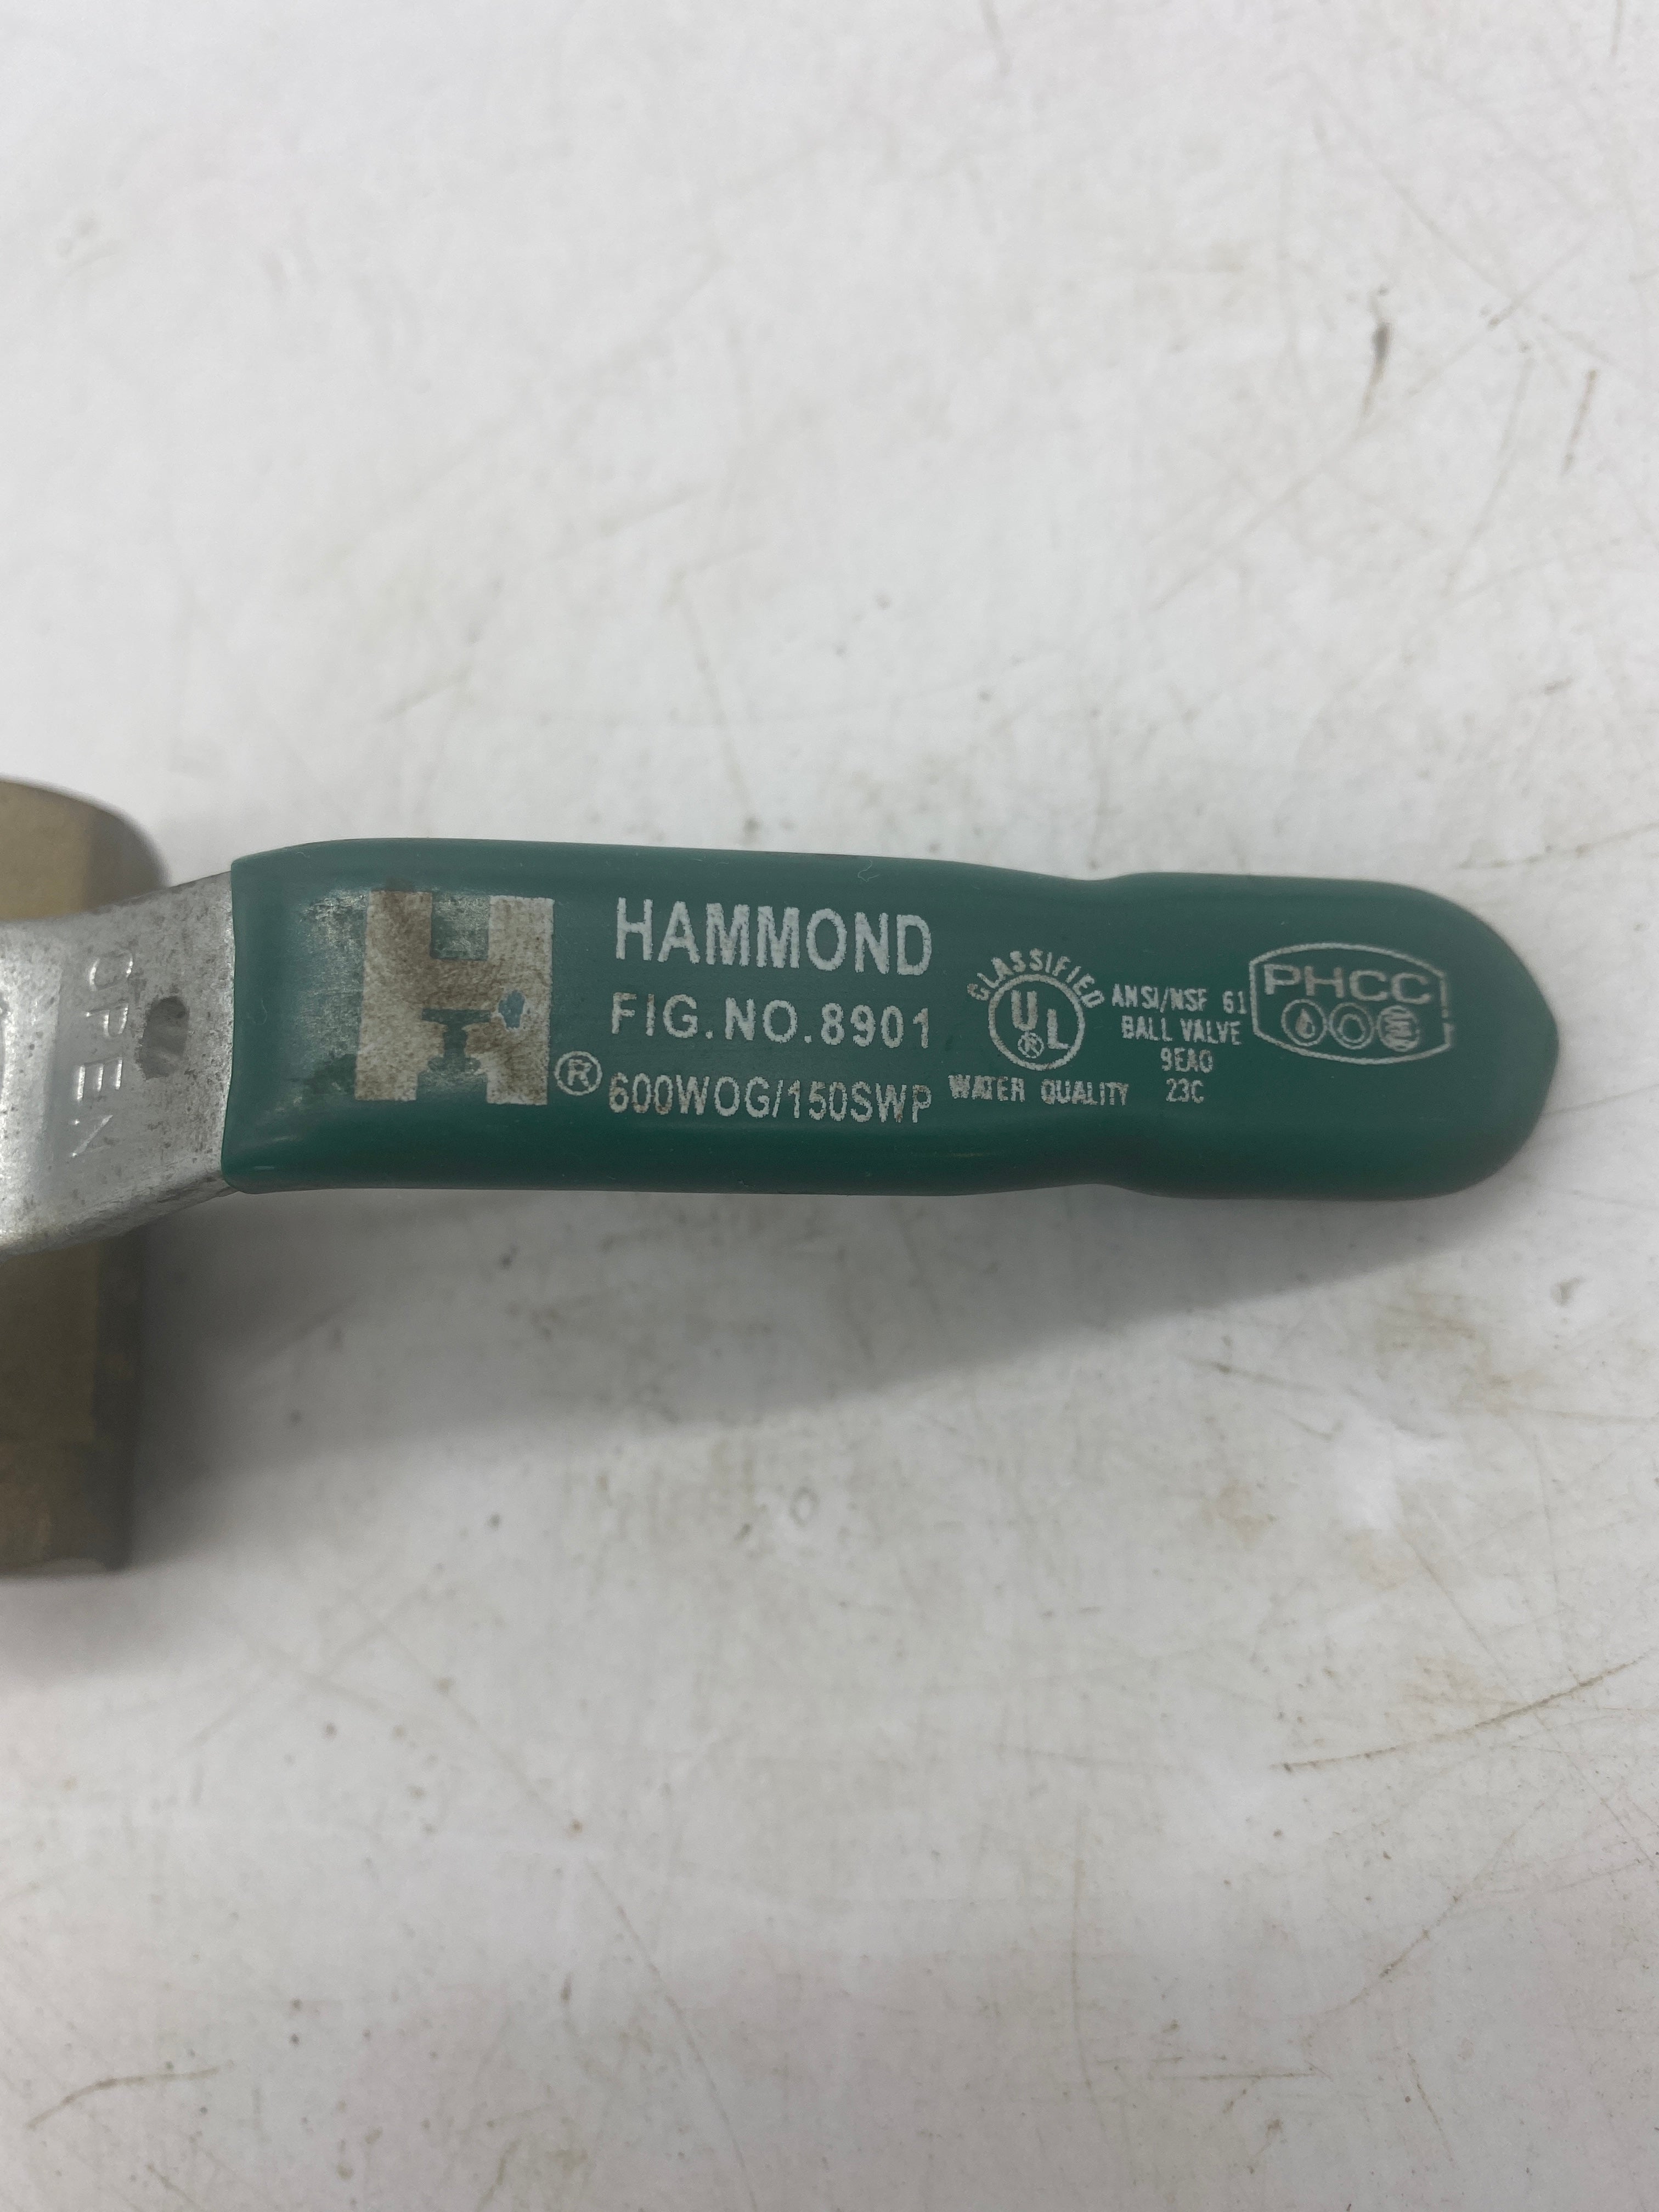 OPEN
H
HAMMOND
FIG.NO.8901
®600WOG/150SWP
CLASSIFIED
UL®
WATER QUALITY
ANSI/NSF 61
BALL VALVE
9EA0
23C
PHCC